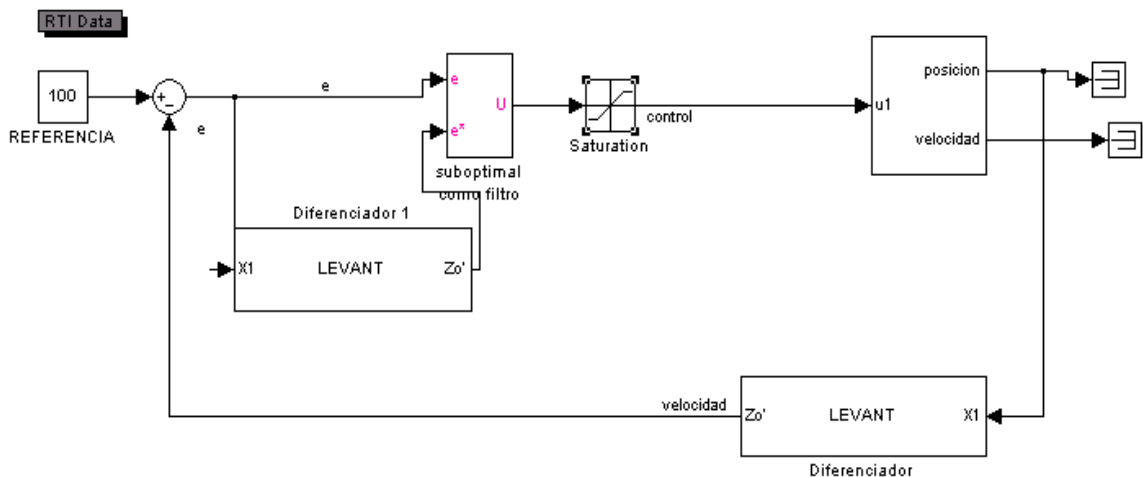 RTI Data
100
REFERENCIA
+
-
e
e
e
e^x
U
suboptimal
como filtro
Saturation
control
u1
posicion
velocidad
Diferenciador 1
X1
LEVANT
Zo'
velocidad
Zo'
LEVANT
X1
Diferenciador